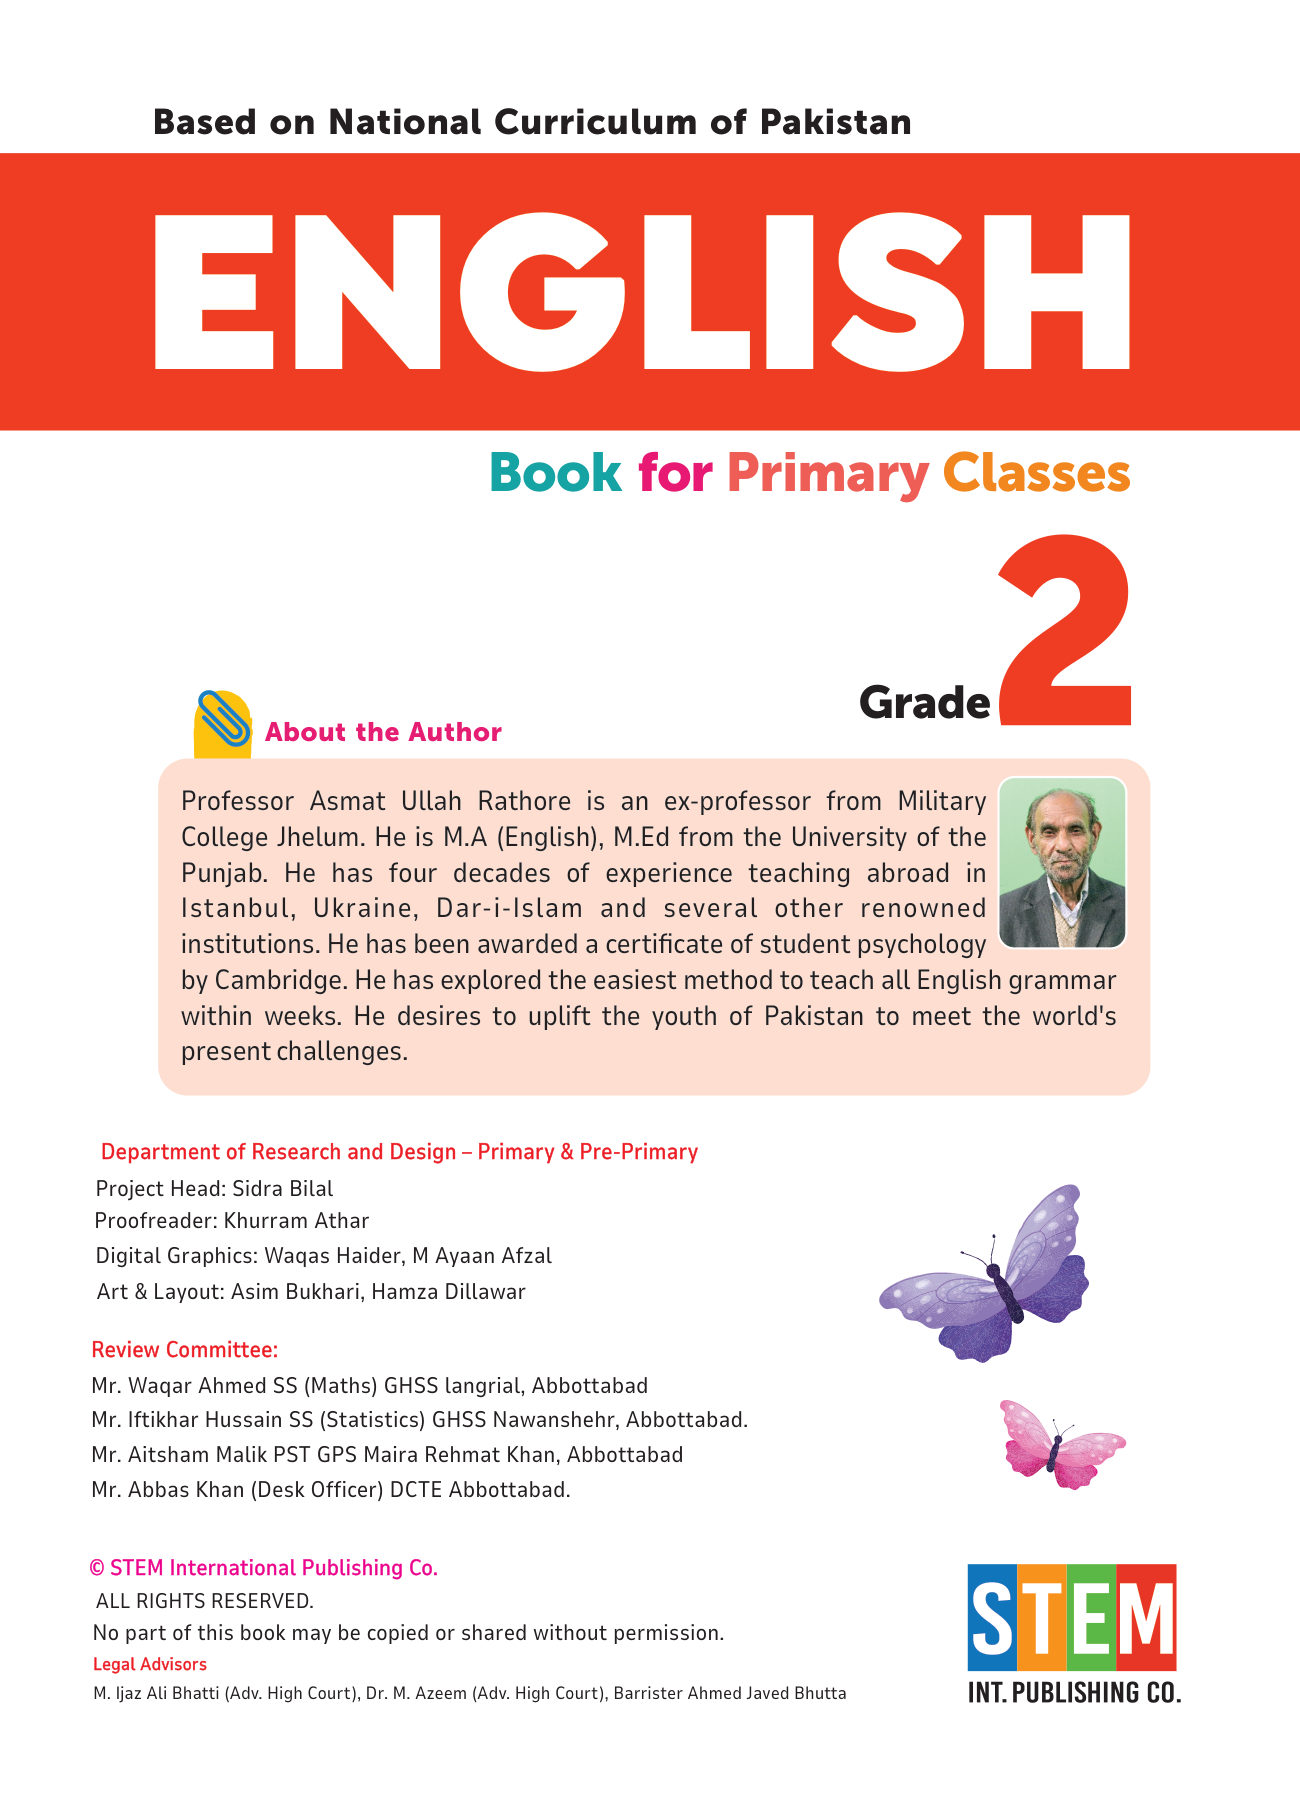 Based on National Curriculum of Pakistan
ENGLISH
Book for Primary Classes
Grade 2
About the Author
Professor Asmat Ullah Rathore is an ex-professor from Military
College Jhelum. He is M.A (English), M.Ed from the University of the
Punjab. He has four decades of experience teaching abroad in
Istanbul, Ukraine, Dar-i-Islam and several other renowned
institutions. He has been awarded a certificate of student psychology
by Cambridge. He has explored the easiest method to teach all English grammar
within weeks. He desires to uplift the youth of Pakistan to meet the world's
present challenges.
Department of Research and Design – Primary & Pre-Primary
Project Head: Sidra Bilal
Proofreader: Khurram Athar
Digital Graphics: Waqas Haider, M Ayaan Afzal
Art & Layout: Asim Bukhari, Hamza Dillawar
Review Committee:
Mr. Waqar Ahmed SS (Maths) GHSS langrial, Abbottabad
Mr. Iftikhar Hussain SS (Statistics) GHSS Nawanshehr, Abbottabad.
Mr. Aitsham Malik PST GPS Maira Rehmat Khan, Abbottabad
Mr. Abbas Khan (Desk Officer) DCTE Abbottabad.
© STEM International Publishing Co.
ALL RIGHTS RESERVED.
No part of this book may be copied or shared without permission.
Legal Advisors
M. Ijaz Ali Bhatti (Adv. High Court), Dr. M. Azeem (Adv. High Court), Barrister Ahmed Javed Bhutta
STEM
INT. PUBLISHING CO.